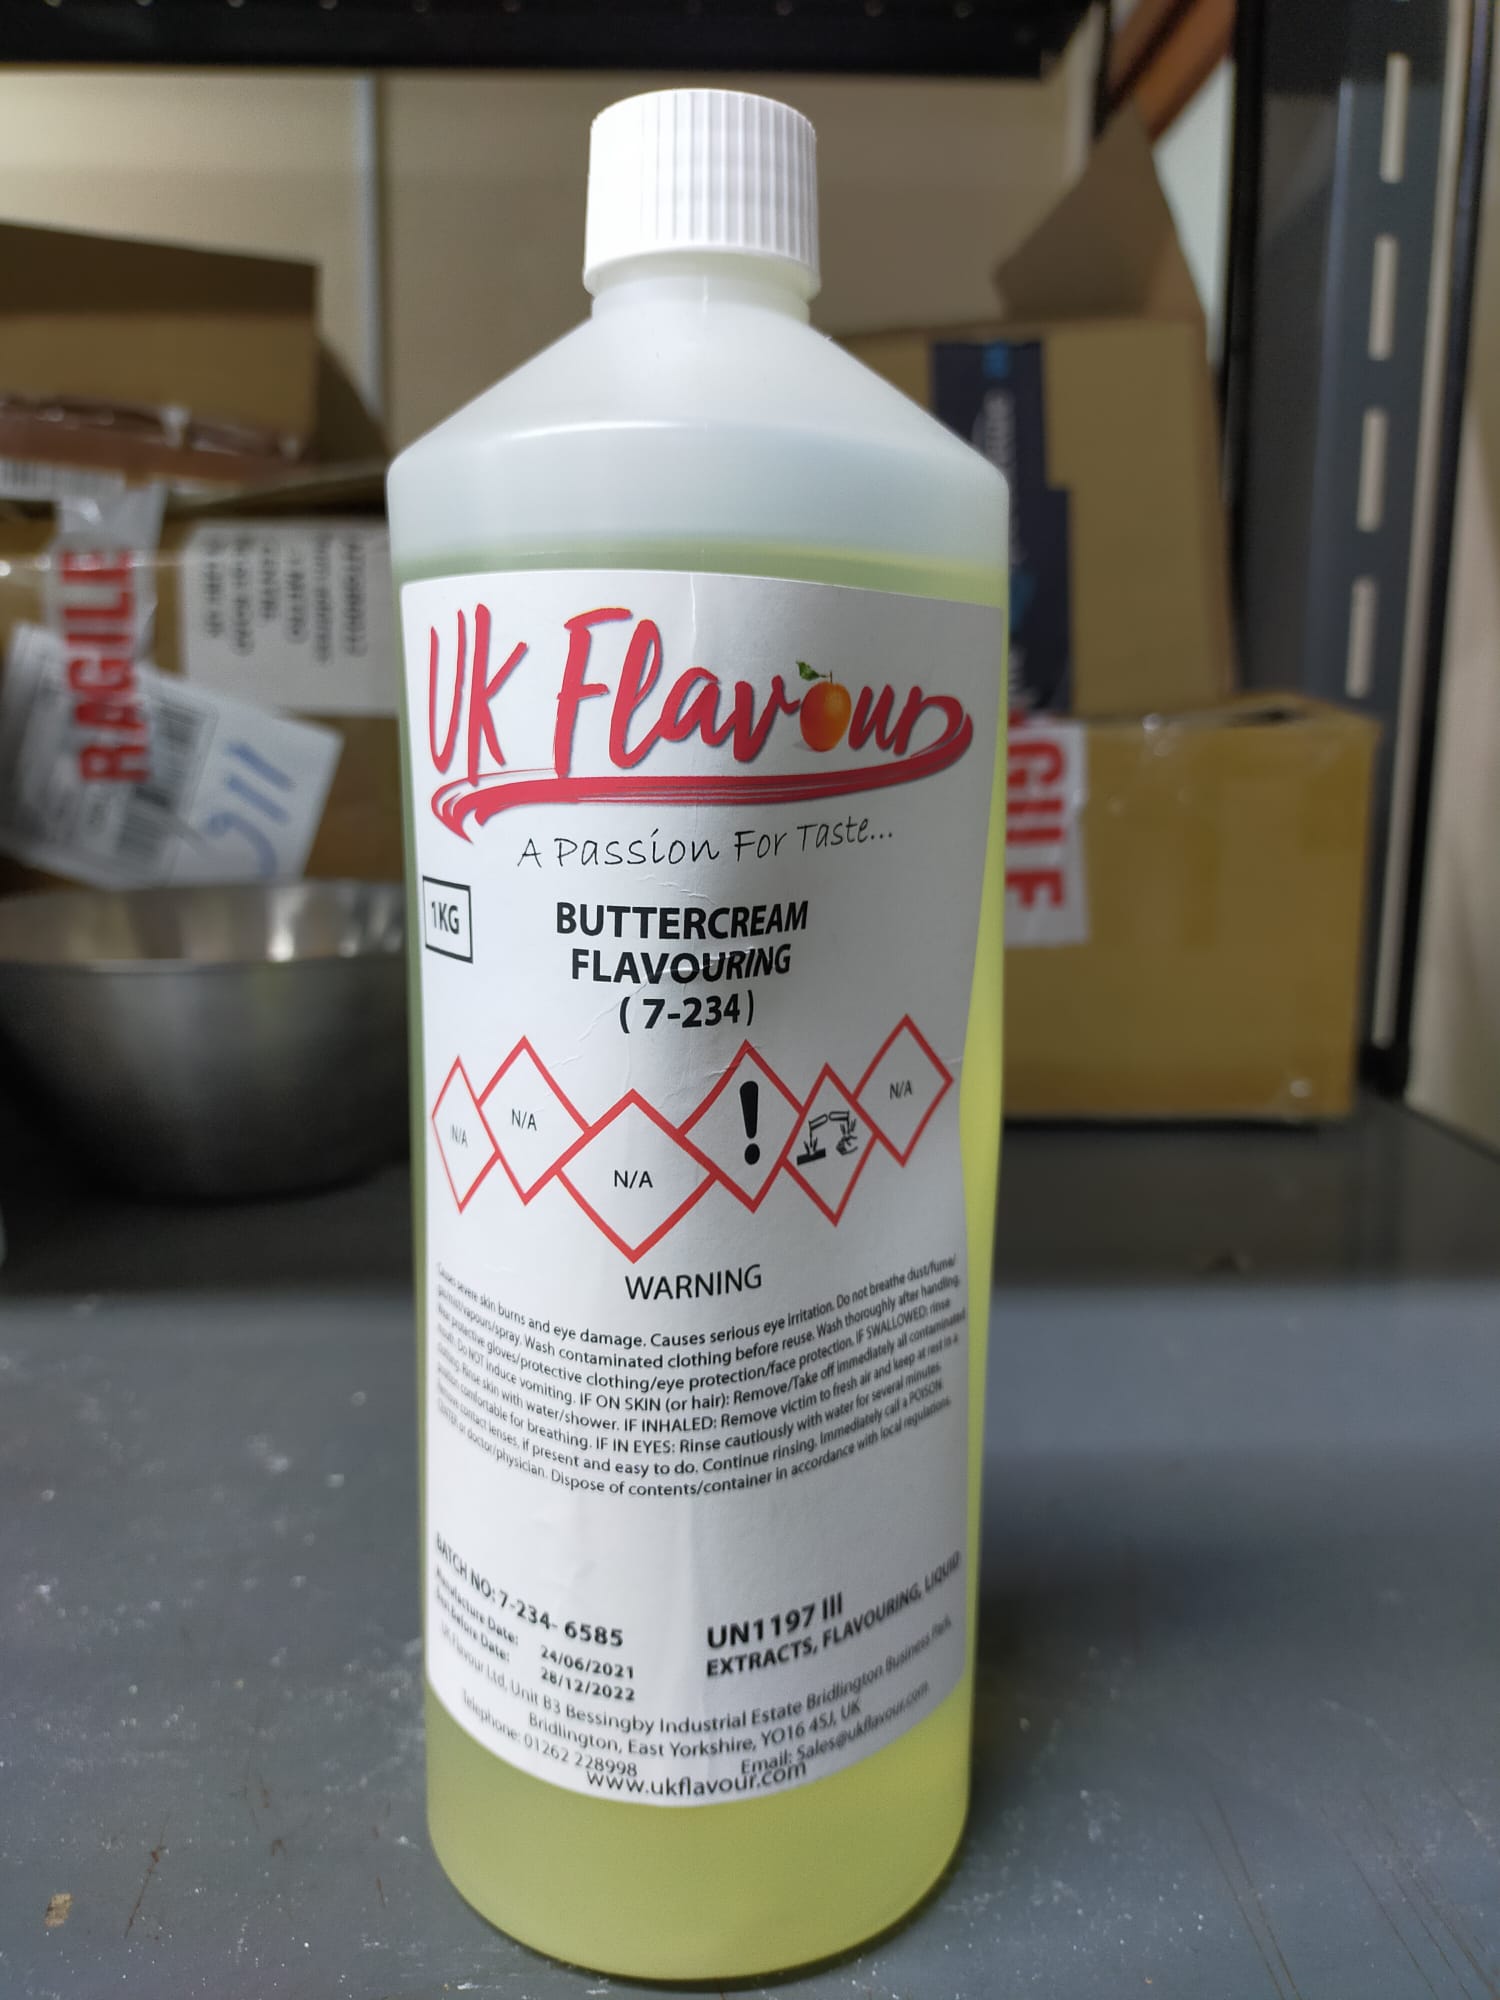 UK Flavour
A Passion For Taste...
1KG
BUTTERCREAM
FLAVOURING
( 7-234)
N/A
N/A
N/A
!
N/A
WARNING
Causes severe skin burns and eye damage. Causes serious eye irritation. Do not breathe dust/fume/
gas/mist/vapours/spray. Wash contaminated clothing before reuse. Wash thoroughly after handling.
Wear protective gloves/protective clothing/eye protection/face protection. IF SWALLOWED: rinse
mouth. Do NOT induce vomiting. IF ON SKIN (or hair): Remove/Take off immediately all contaminated
clothing. Rinse skin with water/shower. IF INHALED: Remove victim to fresh air and keep at rest in a
position comfortable for breathing. IF IN EYES: Rinse cautiously with water for several minutes.
Remove contact lenses, if present and easy to do. Continue rinsing. Immediately call a POISON
CENTER or doctor/physician. Dispose of contents/container in accordance with local regulations.
BATCH NO: 7-234- 6585
Manufacture Date: 24/06/2021
Best Before Date: 28/12/2022
UN1197 III
EXTRACTS, FLAVOURING, LIQUID
UK Flavour Ltd, Unit B3 Bessingby Industrial Estate Bridlington Business Park,
Bridlington, East Yorkshire, YO16 4SJ, UK
Telephone: 01262 228998
Email: Sales@ukflavour.com
www.ukflavour.com
FRAGILE
911
GILE